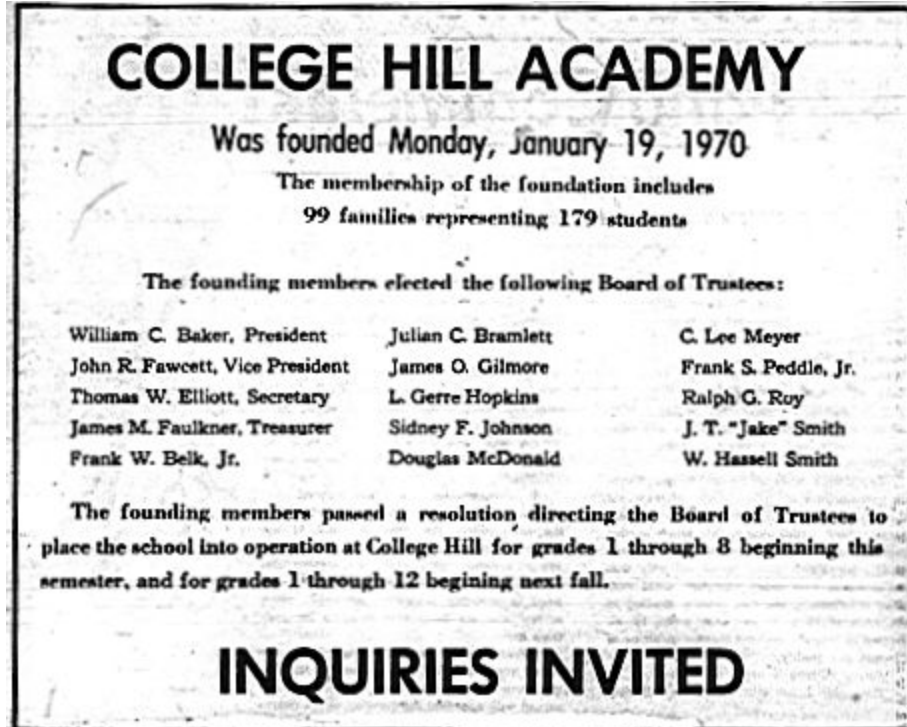 COLLEGE HILL ACADEMY
Was founded Monday, January 19, 1970
The membership of the foundation includes
99 families representing 179 students
The founding members elected the following Board of Trustees:
William C. Baker, President
John R. Fawcett, Vice President
Thomas W. Elliott, Secretary
James M. Faulkner, Treasurer
Frank W. Belk, Jr.
Julian C. Bramlett
James O. Gilmore
L. Gerre Hopkins
Sidney F. Johnson
Douglas McDonald
C. Lee Meyer
Frank S. Peddle, Jr.
Ralph G. Roy
J. T. "Jake" Smith
W. Hassell Smith
The founding members passed a resolution directing the Board of Trustees to
place the school into operation at College Hill for grades 1 through 8 beginning this
semester, and for grades 1 through 12 begining next fall.
INQUIRIES INVITED